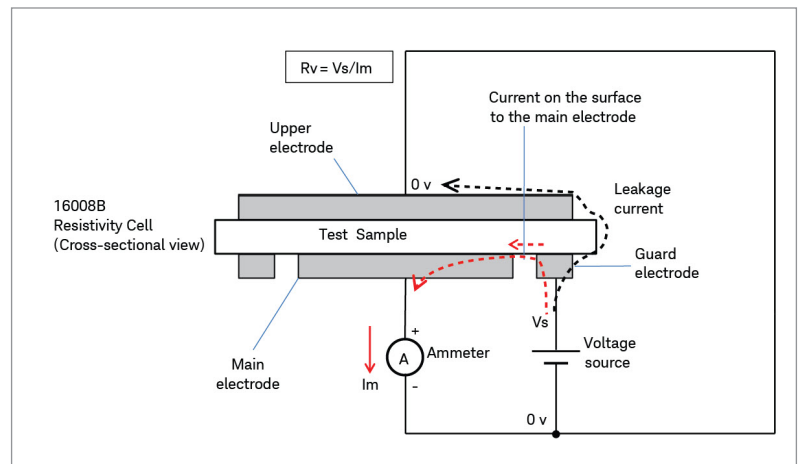 Rv = Vs/Im
Current on the surface
to the main electrode
Upper
electrode
0 v
Leakage
current
16008B
Resistivity Cell
(Cross-sectional view)
Test Sample
Guard
electrode
Vs
+
A
Ammeter
Voltage
source
Main
electrode
Im
-
0 v